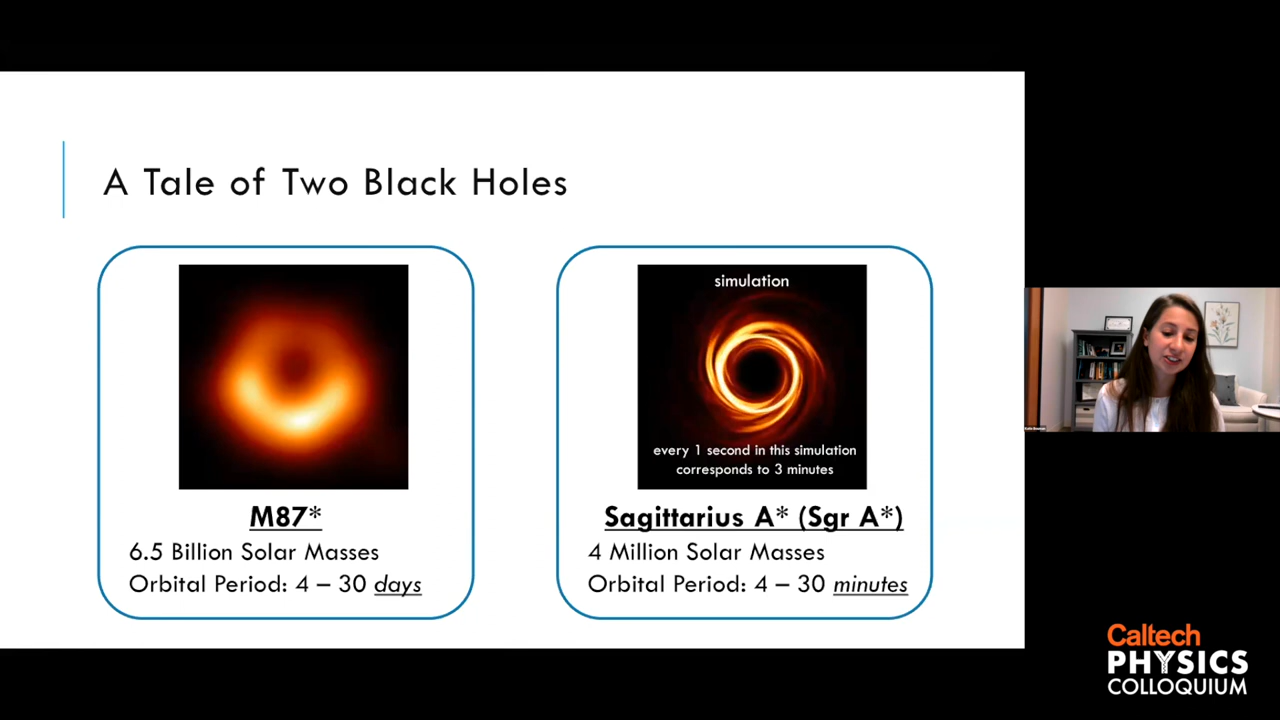 A Tale of Two Black Holes
simulation
every 1 second in this simulation
corresponds to 3 minutes
M87*
6.5 Billion Solar Masses
Orbital Period: 4 – 30 days
Sagittarius A* (Sgr A*)
4 Million Solar Masses
Orbital Period: 4 – 30 minutes
Caltech
PHYSICS
COLLOQUIUM